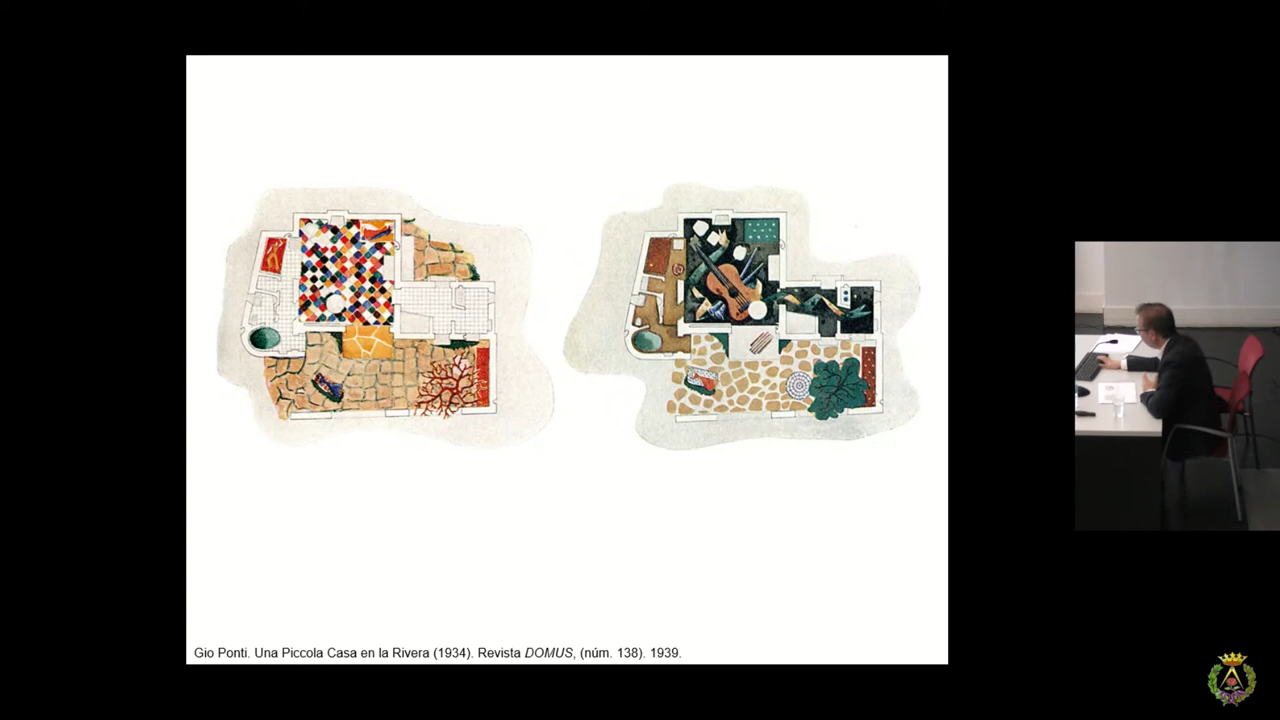 Gio Ponti. Una Piccola Casa en la Rivera (1934). Revista DOMUS, (núm. 138). 1939.